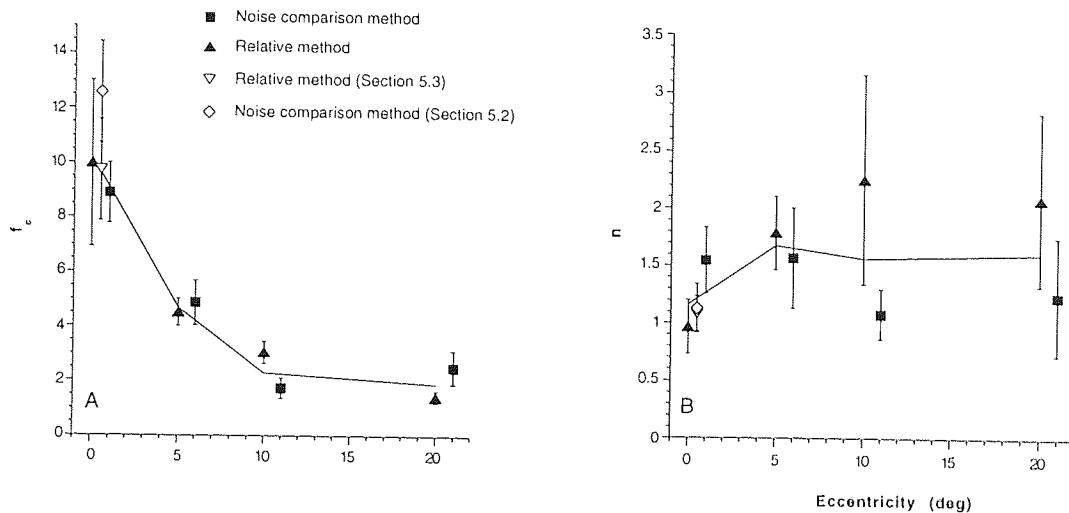 Noise comparison method
Relative method
Relative method (Section 5.3)
Noise comparison method (Section 5.2)
14
12
10
8
6
4
2
0
f c
A
0 5 10 15 20
3.5
3
2.5
2
1.5
1
0.5
0
n
B
0 5 10 15 20
Eccentricity (deg)